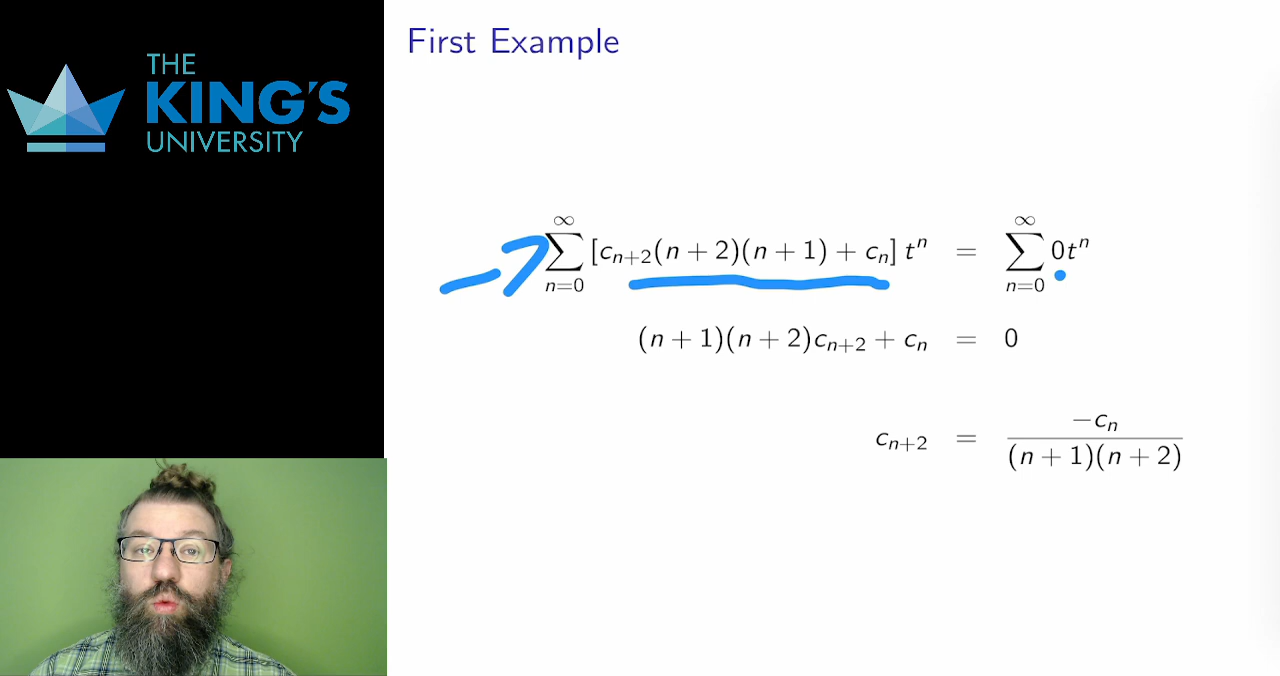 THE
KING'S
UNIVERSITY
First Example
∑_{n=0}^{∞} [c_{n+2}(n + 2)(n + 1) + c_n] t^n = ∑_{n=0}^{∞} 0t^n
(n + 1)(n + 2)c_{n+2} + c_n = 0
c_{n+2} = \frac{-c_n}{(n + 1)(n + 2)}